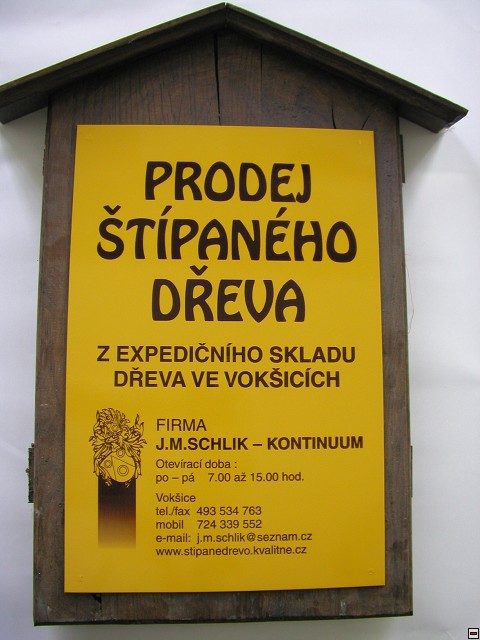 PRODEJ
ŠTÍPANÉHO
DŘEVA
Z EXPEDIČNÍHO SKLADU
DŘEVA VE VOKŠICÍCH
FIRMA
J.M.SCHLIK – KONTINUUM
Otevírací doba :
po – pá 7.00 až 15.00 hod.
Vokšice
tel./fax 493 534 763
mobil 724 339 552
e-mail: j.m.schlik@seznam.cz
www.stipanedrevo.kvalitne.cz